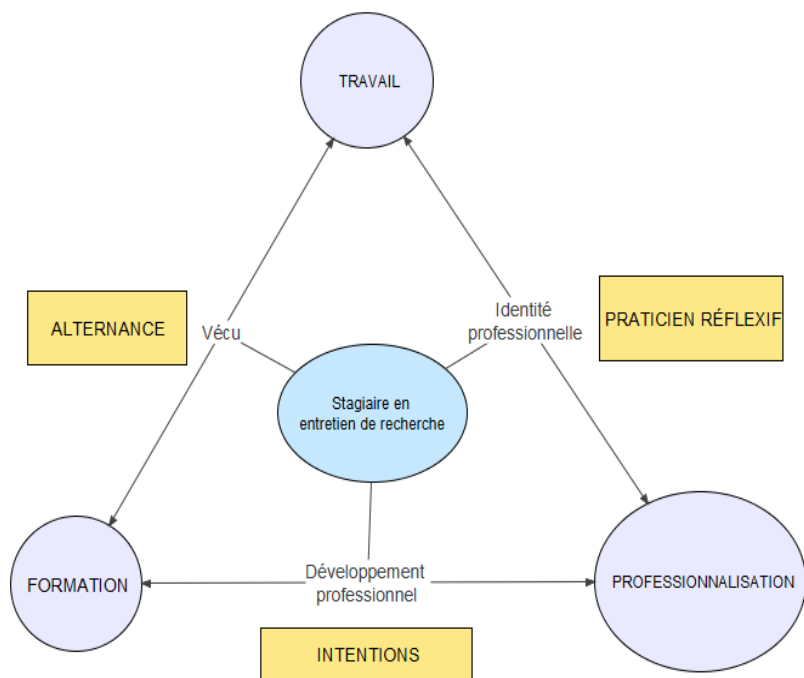 TRAVAIL
ALTERNANCE
Vécu
Identité
professionnelle
PRATICIEN RÉFLEXIF
Stagiaire en
entretien de recherche
FORMATION
Développement
professionnel
PROFESSIONNALISATION
INTENTIONS